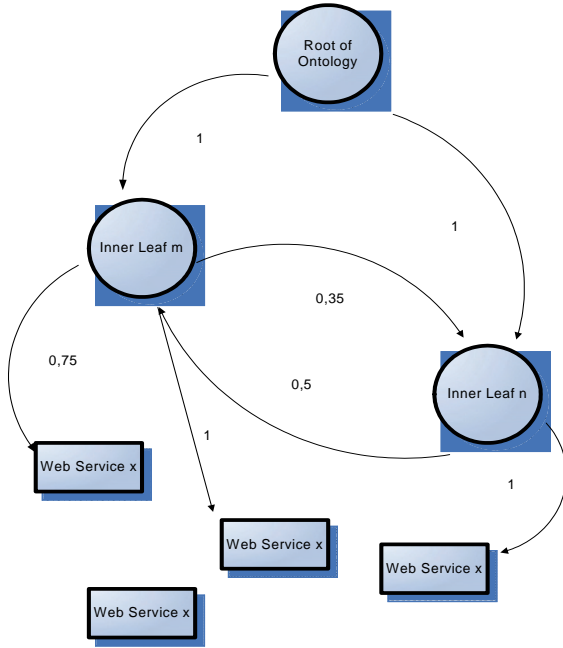 Root of
Ontology
1
Inner Leaf m
1
0,35
0,75
0,5
Inner Leaf n
1
Web Service x
1
Web Service x
Web Service x
Web Service x